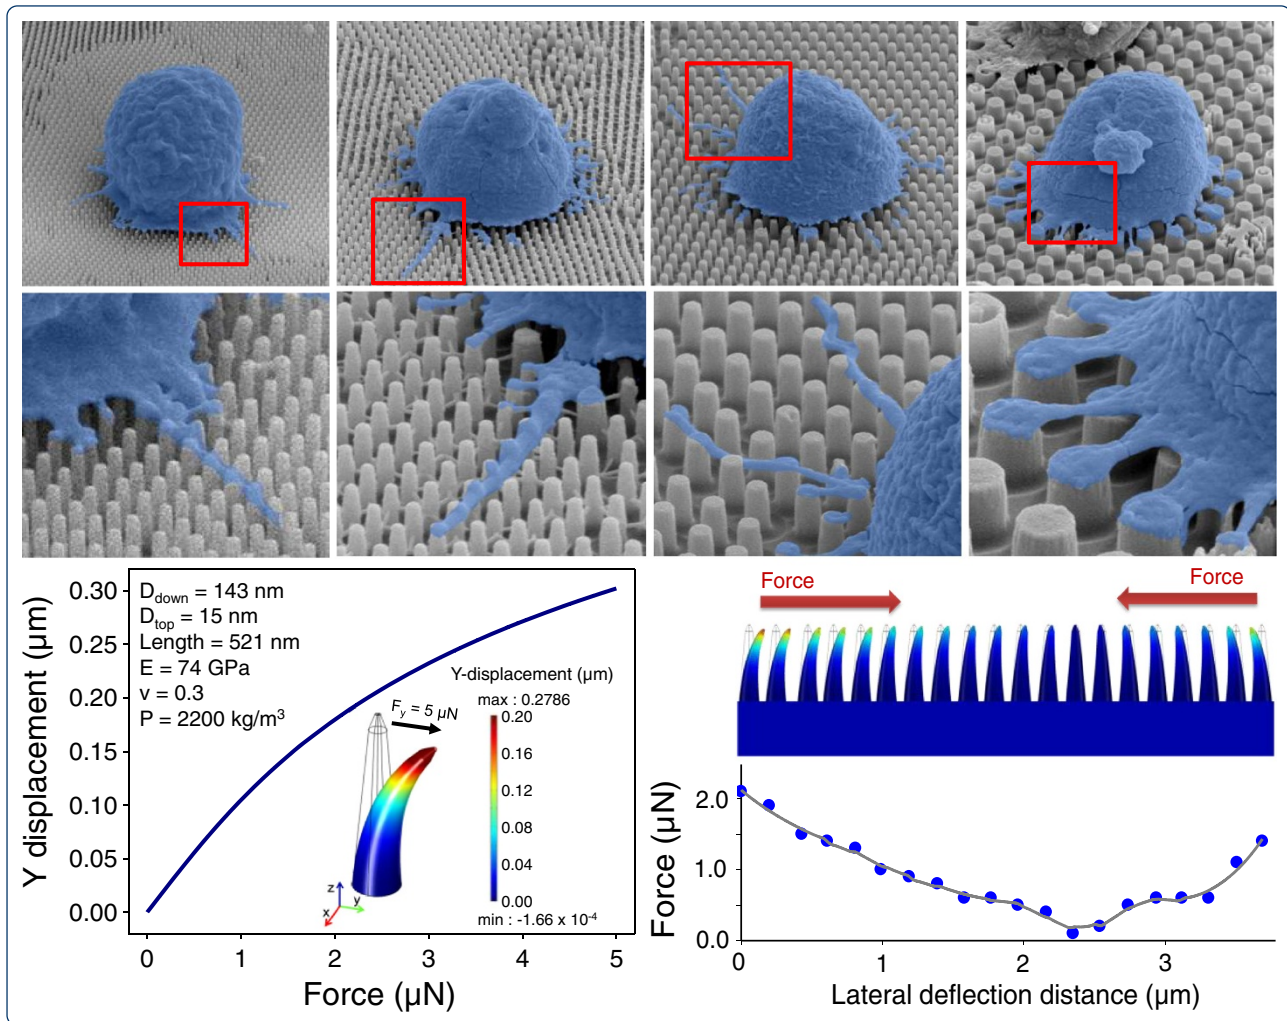 Y displacement (µm)
0.30
0.25
0.20
0.15
0.10
0.05
0.00
D_down = 143 nm
D_top = 15 nm
Length = 521 nm
E = 74 GPa
v = 0.3
P = 2200 kg/m³
F_y = 5 µN
Y-displacement (µm)
max : 0.2786
0.20
0.16
0.12
0.08
0.04
0.00
min : -1.66 x 10⁻⁴
z
y
x
0 1 2 3 4 5
Force (µN)
Force Force
Force (µN)
2.0
1.0
0.0
0 1 2 3
Lateral deflection distance (µm)